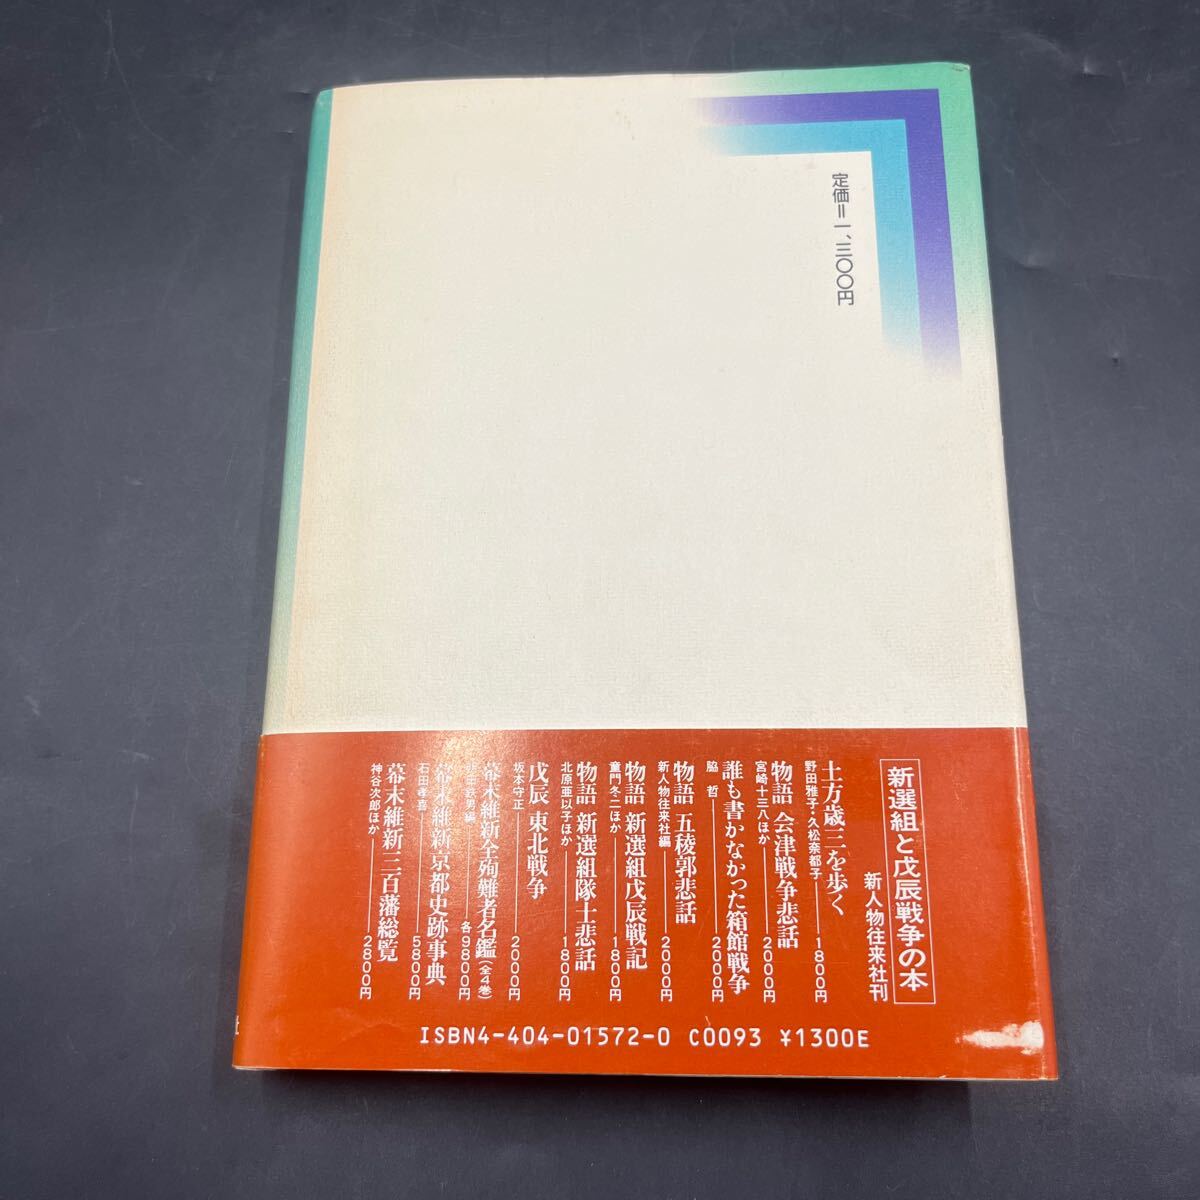 定価＝一、三〇〇円
新選組と戊辰戦争の本
新人物往来社刊
土方歳三を歩く
野田雅子・久松奈都子――1800円
物語 会津戦争悲話
宮崎十三八ほか――2000円
誰も書かなかった箱館戦争
脇 哲――2000円
物語 五稜郭悲話
新人物往来社編――2000円
物語 新選組戊辰戦記
童門冬二ほか――1800円
物語 新選組隊士悲話
北原亜以子ほか――1800円
戊辰 東北戦争
坂本守正――2000円
幕末維新全殉難者名鑑(全4巻)
田鉄男編――各9800円
幕末維新京都史跡事典
石田孝喜――5800円
幕末維新三百藩総覧
神谷次郎ほか――2800円
ISBN4-404-01572-0 C0093 ¥1300E